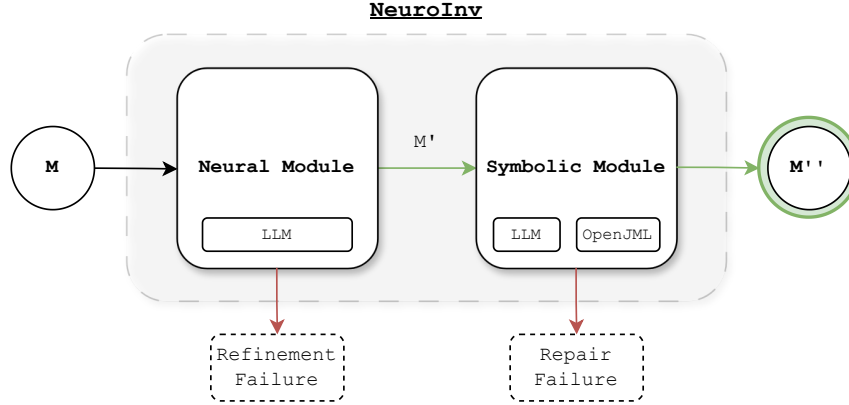 NeuroInv
M
Neural Module
LLM
M'
Symbolic Module
LLM
OpenJML
M''
Refinement
Failure
Repair
Failure